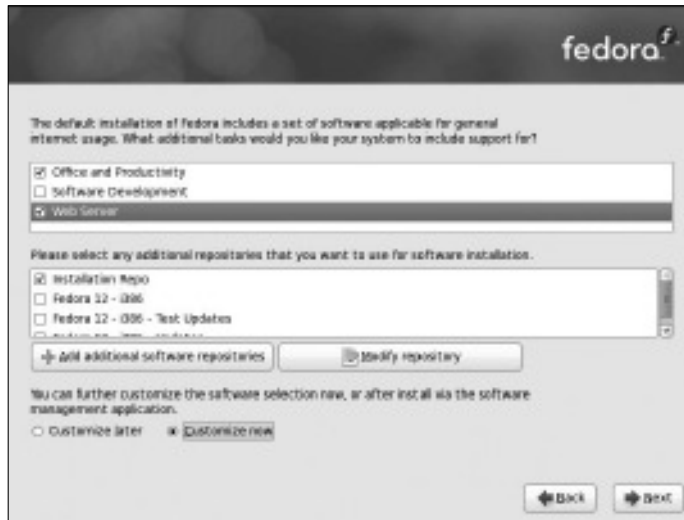 fedora
The default installation of Fedora includes a set of software applicable for general
internet usage. What additional tasks would you like your system to include support for?
Office and Productivity
Software Development
Web Server
Please select any additional repositories that you want to use for software installation.
Installation Repo
Fedora 12 - i386
Fedora 12 - i386 - Test Updates
Add additional software repositories
Modify repository
You can further customize the software selection now, or after install via the software
management application.
Customize later
Customize now
Back
Next